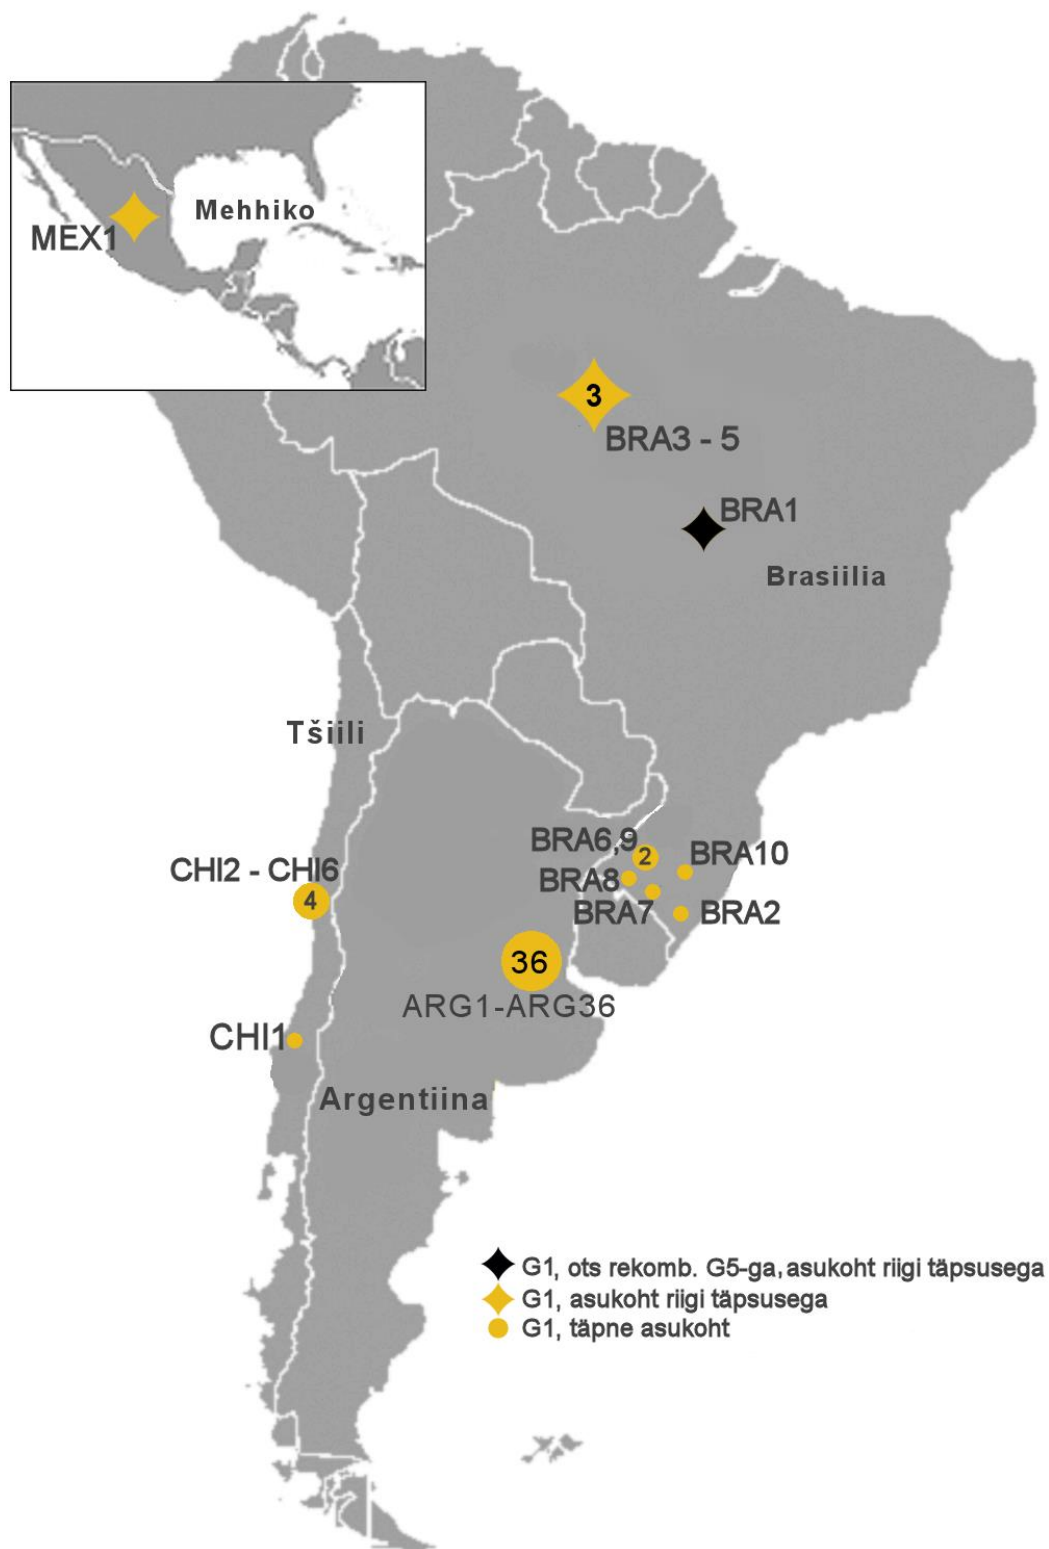 Mehhiko
MEX1
3
BRA3 - 5
BRA1
Brasiilia
Tšiili
BRA6,9
2
BRA10
CHI2 - CHI6
4
BRA8
BRA7
BRA2
36
ARG1-ARG36
CHI1
Argentiina
G1, ots rekomb. G5-ga, asukoht riigi täpsusega
G1, asukoht riigi täpsusega
G1, täpne asukoht